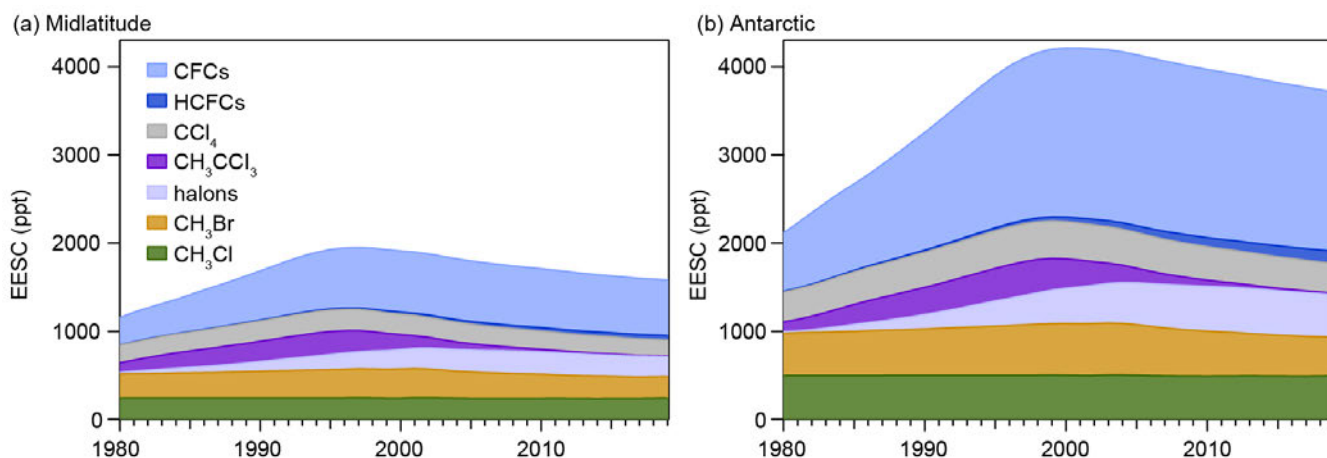 (a) Midlatitude
4000
3000
2000
1000
0
EESC (ppt)
CFCs
HCFCs
CCl₄
CH₃CCl₃
halons
CH₃Br
CH₃Cl
1980
1990
2000
2010
(b) Antarctic
4000
3000
2000
1000
0
EESC (ppt)
1980
1990
2000
2010